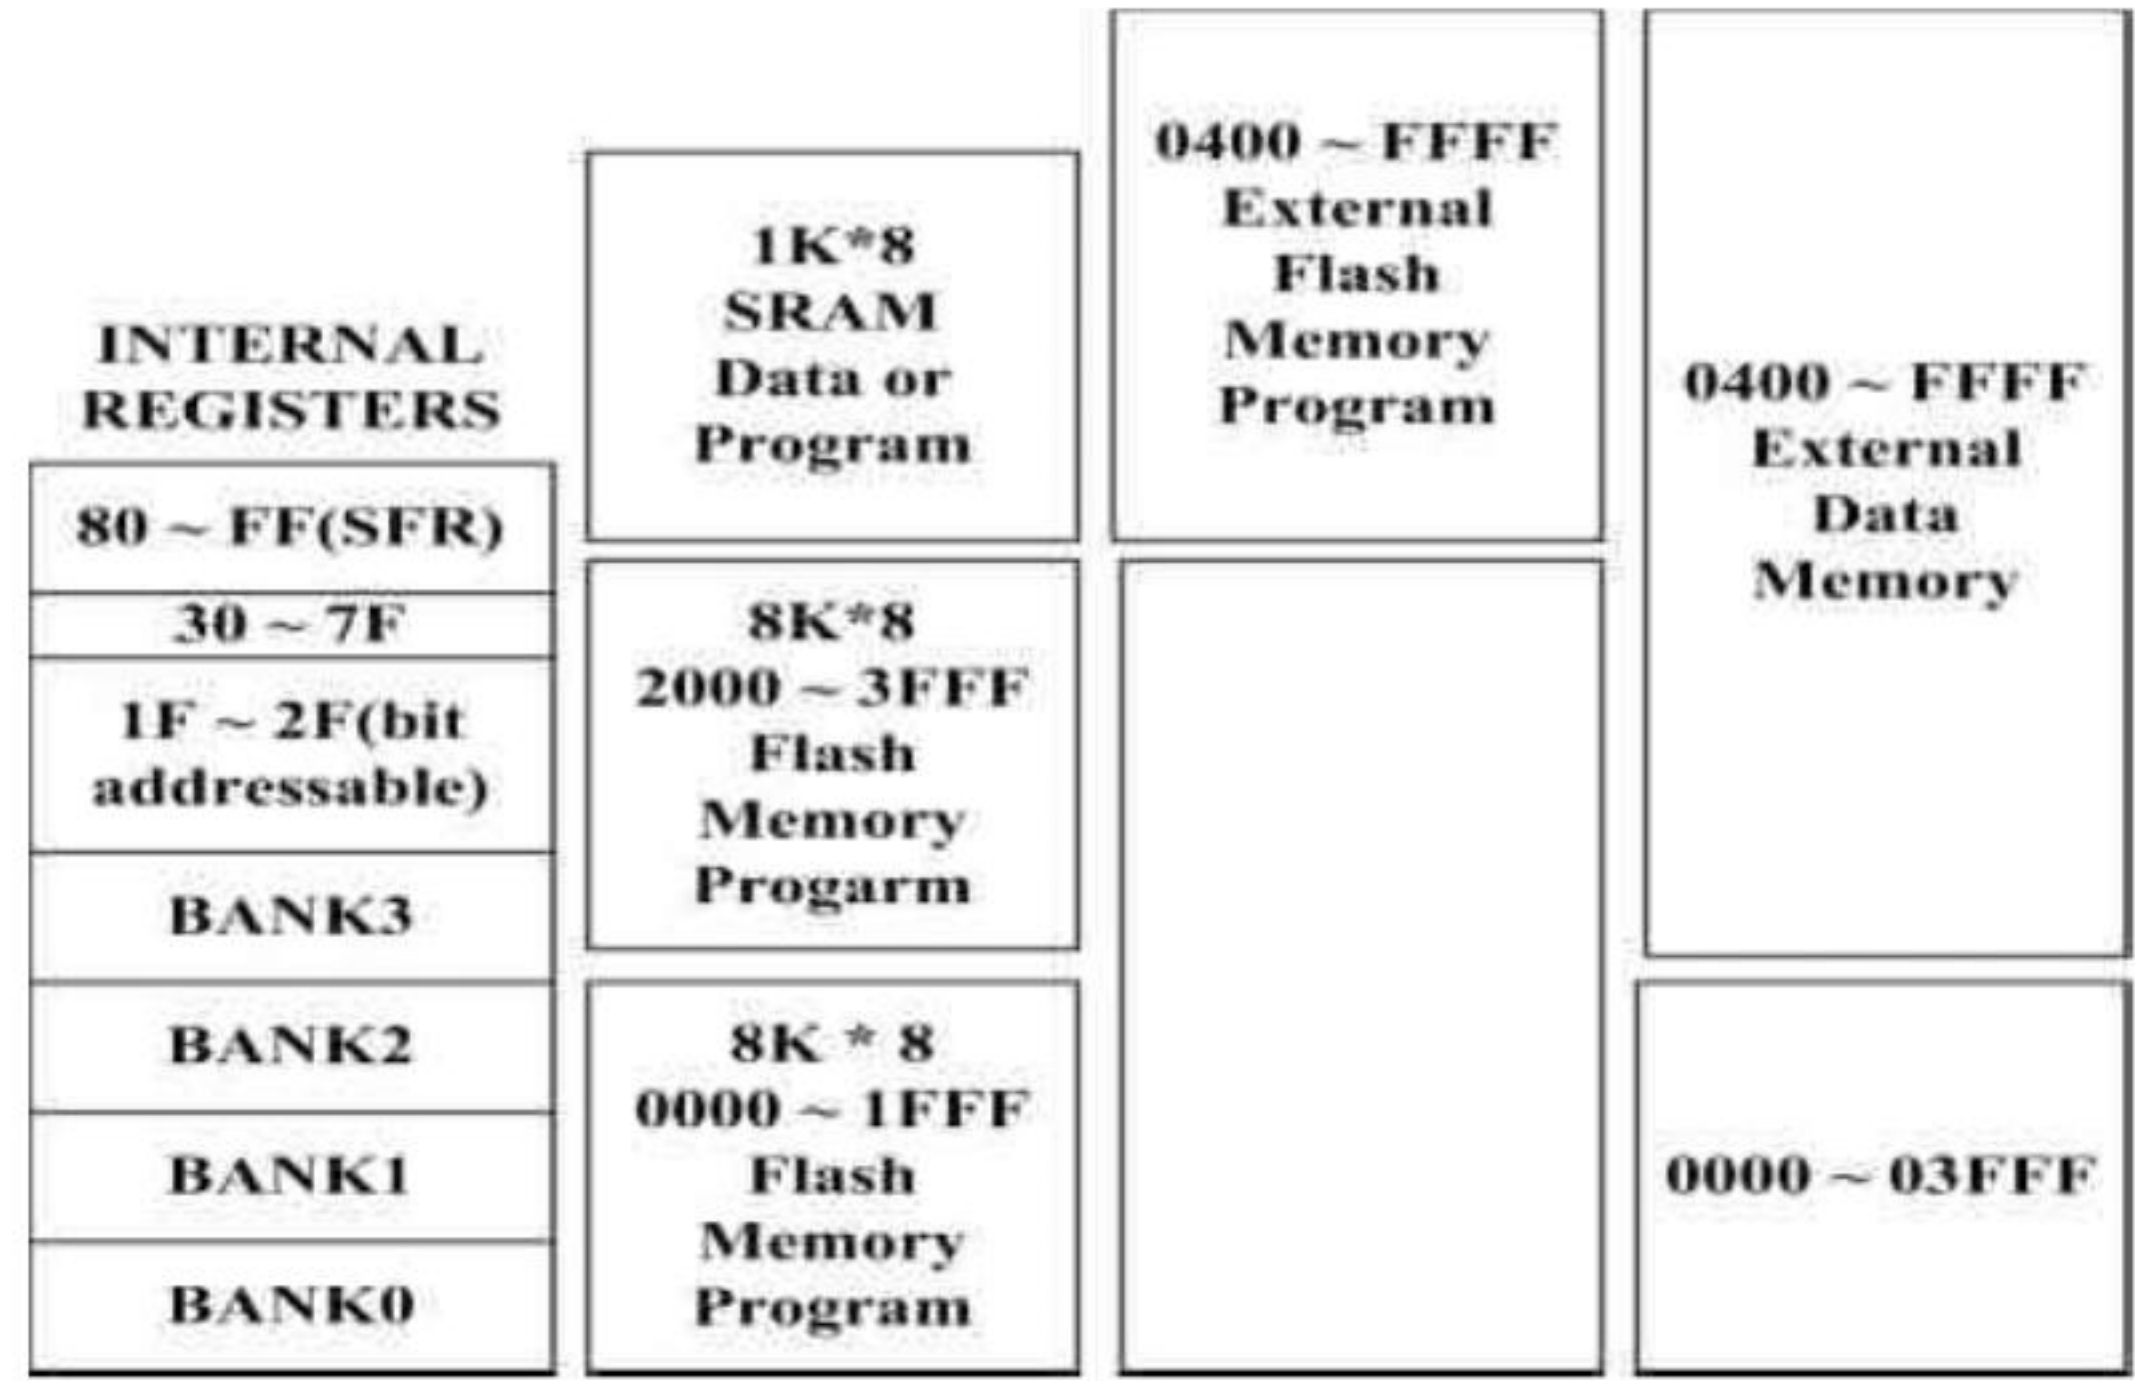 INTERNAL
REGISTERS
80 ~ FF(SFR)
30 ~ 7F
1F ~ 2F(bit
addressable)
BANK3
BANK2
BANK1
BANK0
1K*8
SRAM
Data or
Program
8K*8
2000 ~ 3FFF
Flash
Memory
Progarm
8K * 8
0000 ~ 1FFF
Flash
Memory
Program
0400 ~ FFFF
External
Flash
Memory
Program
0400 ~ FFFF
External
Data
Memory
0000 ~ 03FFF